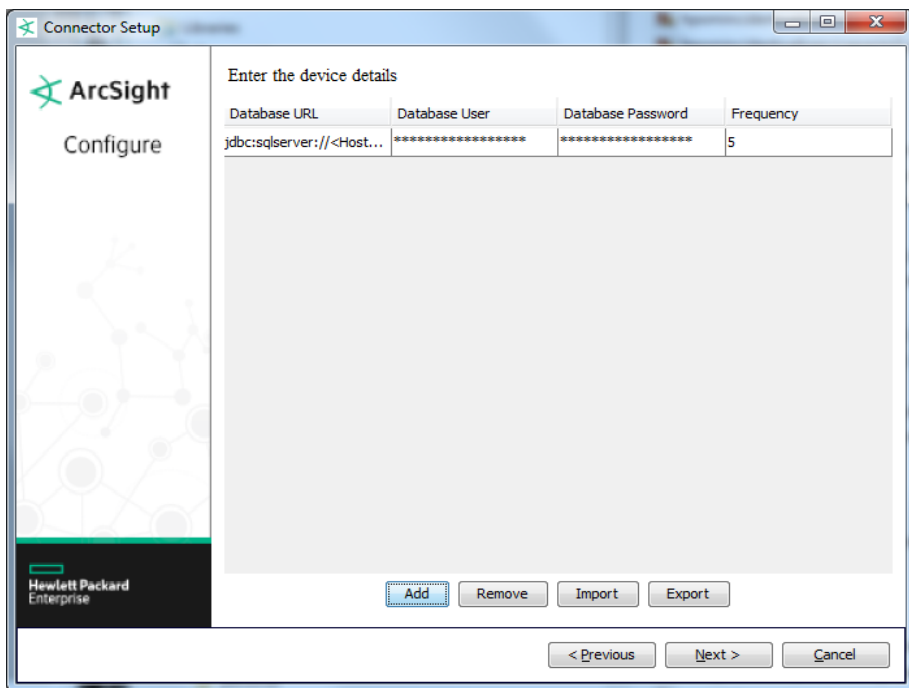 Connector Setup
ArcSight
Configure
Enter the device details
Database URL Database User Database Password Frequency
jdbc:sqlserver://<Host... ***************** ***************** 5
Hewlett Packard
Enterprise
Add Remove Import Export
< Previous Next > Cancel